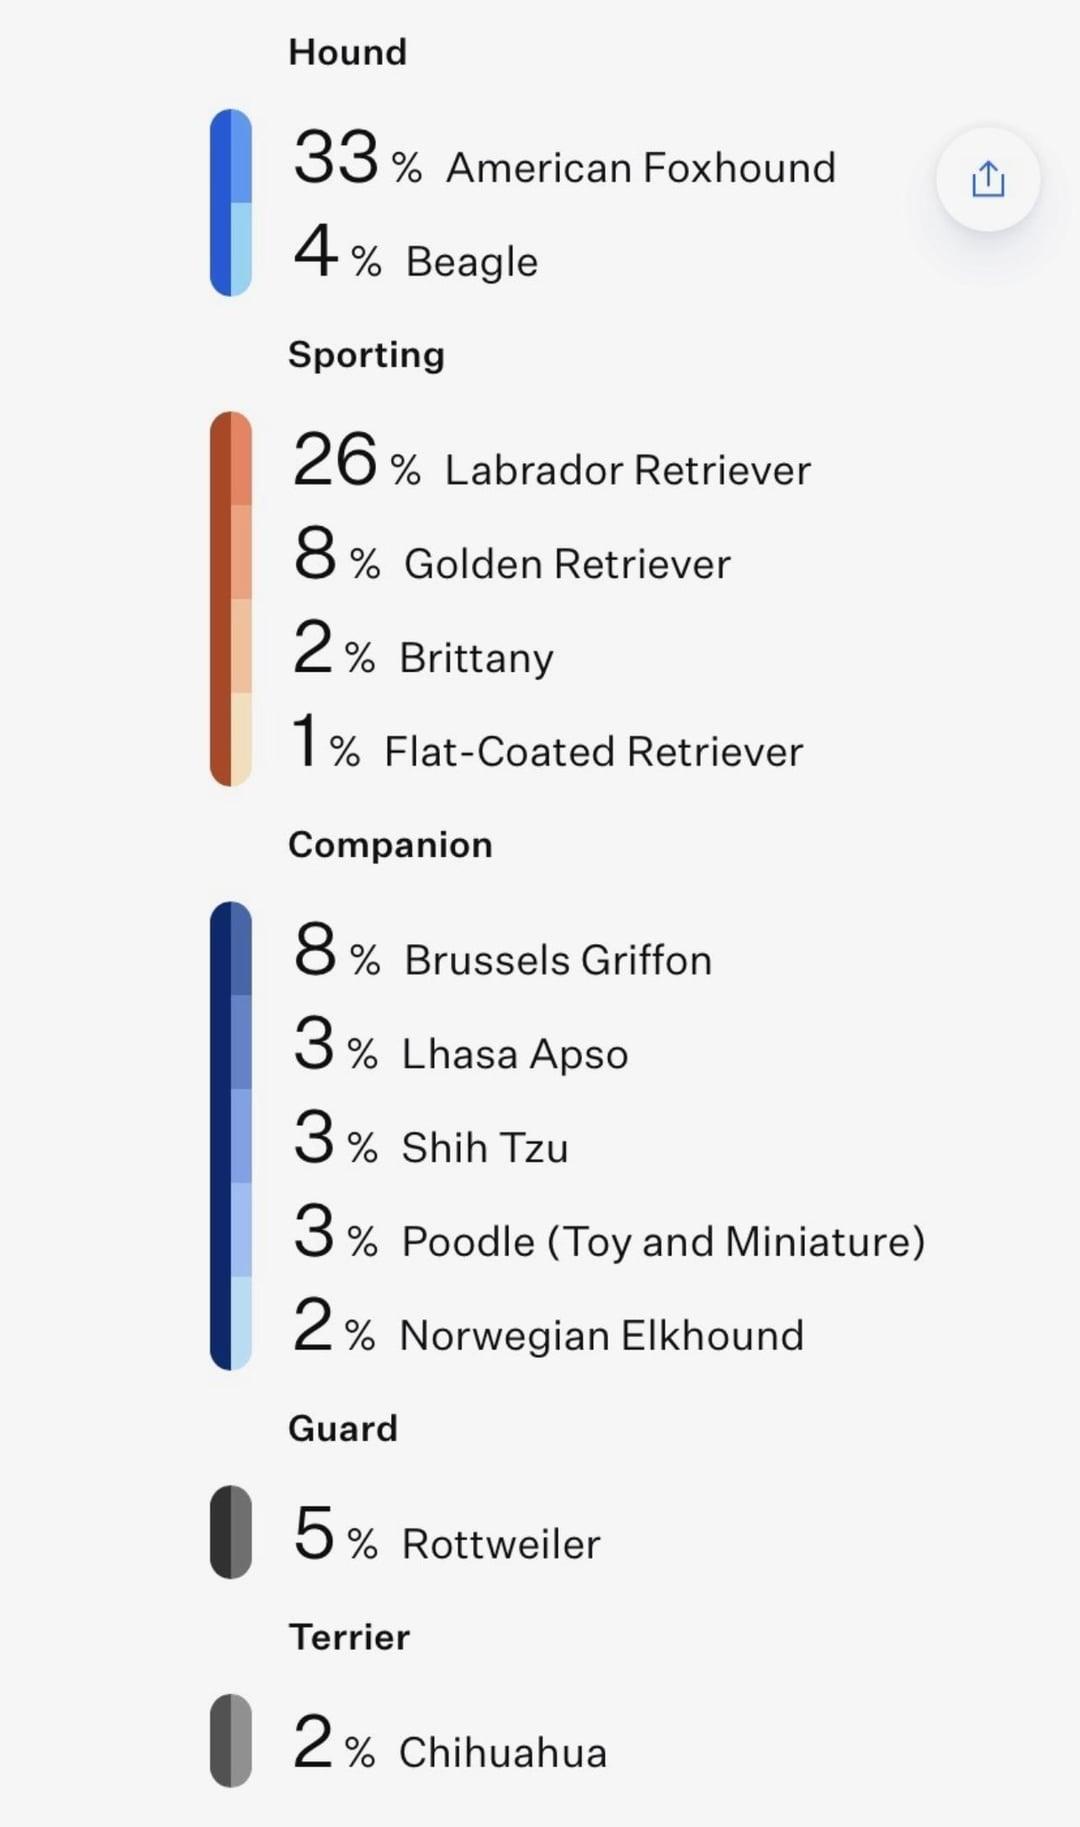 Hound
33 % American Foxhound
4 % Beagle
Sporting
26 % Labrador Retriever
8 % Golden Retriever
2 % Brittany
1 % Flat-Coated Retriever
Companion
8 % Brussels Griffon
3 % Lhasa Apso
3 % Shih Tzu
3 % Poodle (Toy and Miniature)
2 % Norwegian Elkhound
Guard
5 % Rottweiler
Terrier
2 % Chihuahua